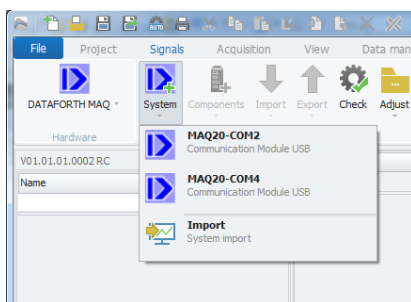 AUTO
File Project Signals Acquisition View Data man
DATAFORTH MAQ System Components Import Export Check Adjust
Hardware
V01.01.01.0002 RC
Name
MAQ20-COM2
Communication Module USB
MAQ20-COM4
Communication Module USB
Import
System import